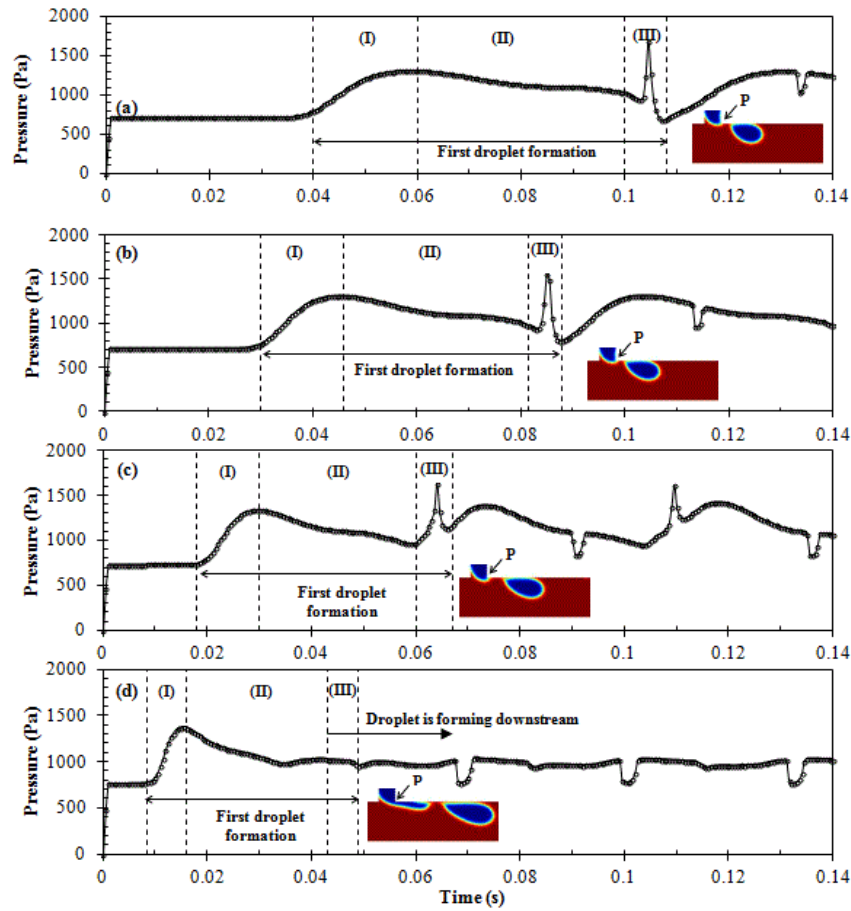 2000
(I)
(II)
(III)
1500
1000
(a)
P
500
First droplet formation
0
0 0.02 0.04 0.06 0.08 0.1 0.12 0.14
Pressure (Pa)
2000
(b)
(I)
(II)
(III)
1500
1000
P
500
First droplet formation
0
0 0.02 0.04 0.06 0.08 0.1 0.12 0.14
Pressure (Pa)
2000
(c)
(I)
(II)
(III)
1500
1000
P
500
First droplet
formation
0
0 0.02 0.04 0.06 0.08 0.1 0.12 0.14
Pressure (Pa)
2000
(d)
(I)
(II)
(III)
Droplet is forming downstream
1500
1000
P
500
First droplet
formation
0
0 0.02 0.04 0.06 0.08 0.1 0.12 0.14
Pressure (Pa)
Time (s)